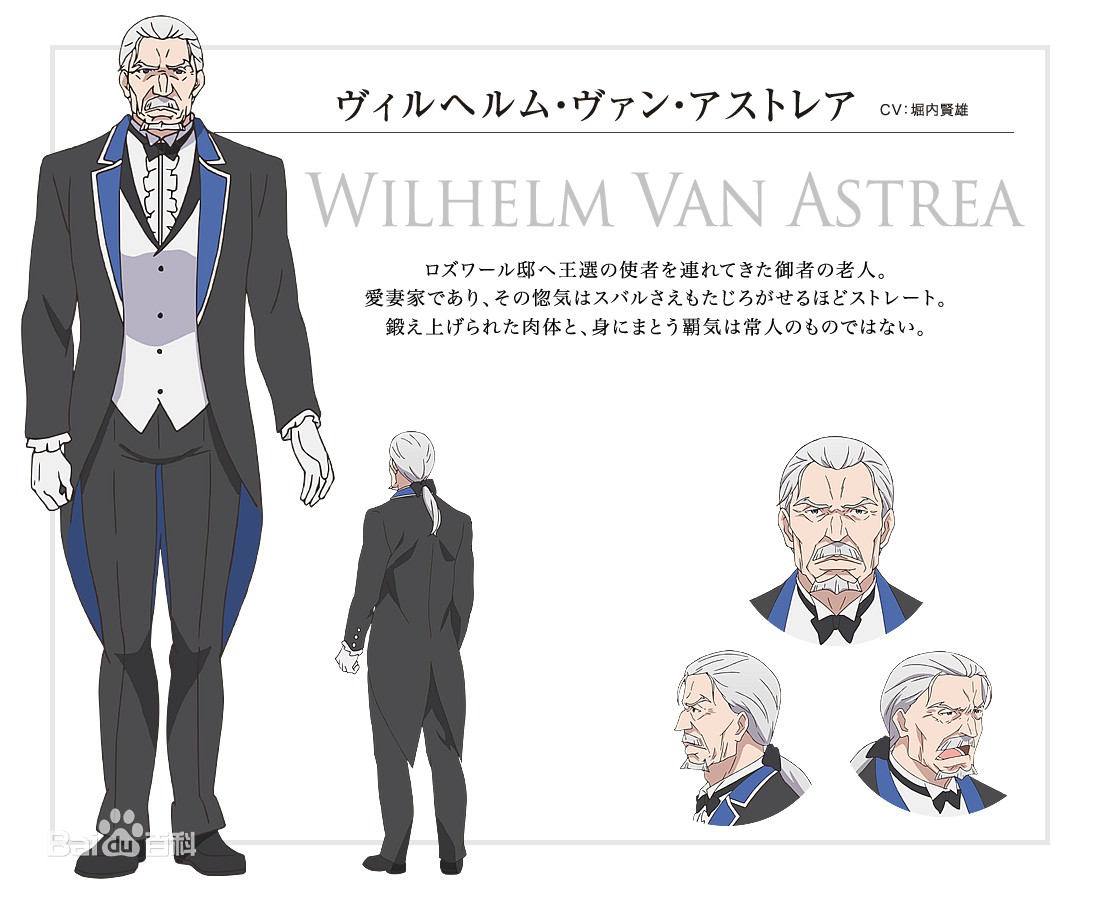 ヴィルヘルム・ヴァン・アストレア
CV：堀内賢雄
WILHELM VAN ASTREA
ロズワール邸へ王選の使者を連れてきた御者の老人。
愛妻家であり、その惚気はスバルさえもたじろがせるほどストレート。
鍛え上げられた肉体と、身にまとう覇気は常人のものではない。
Baidu百科